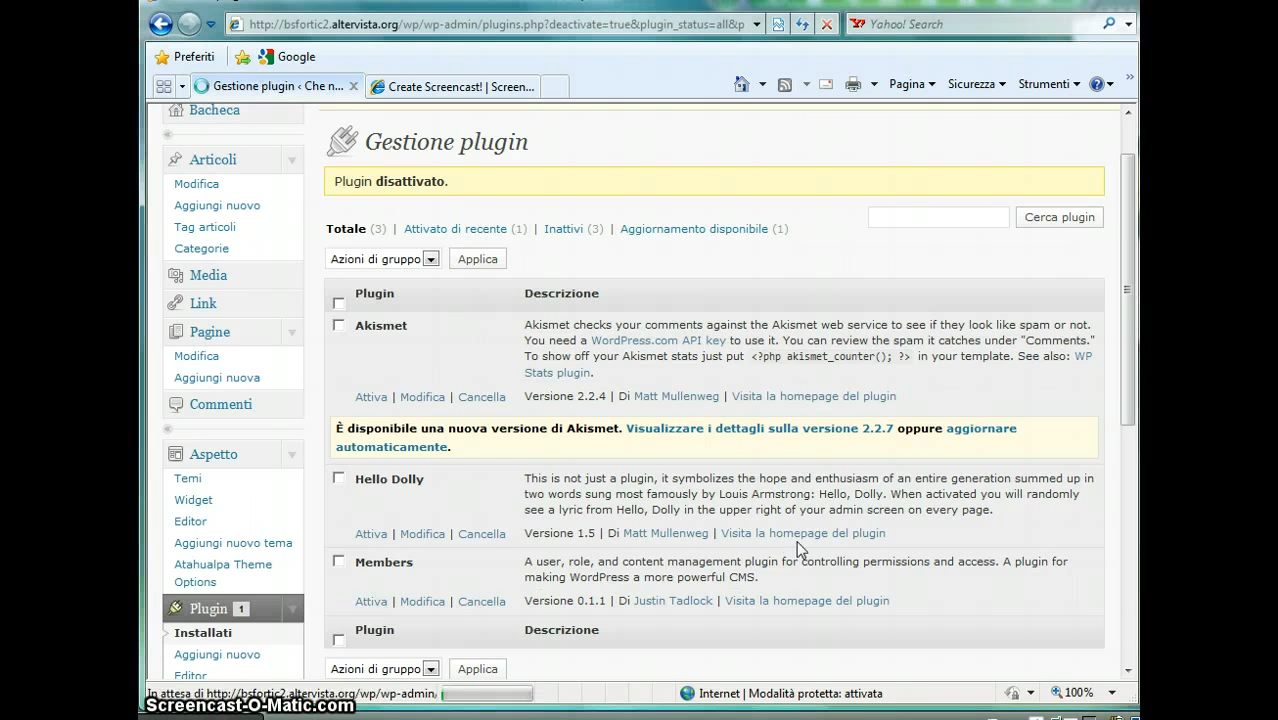 http://bsfortic2.altervista.org/wp/wp-admin/plugins.php?deactivate=true&plugin_status=all&p
Yahoo! Search
Preferiti
Google
Gestione plugin ‹ Che n...
Create Screencast! | Screen...
Pagina
Sicurezza
Strumenti
Bacheca
Articoli
Modifica
Aggiungi nuovo
Tag articoli
Categorie
Media
Link
Pagine
Modifica
Aggiungi nuova
Commenti
Aspetto
Temi
Widget
Editor
Aggiungi nuovo tema
Atahualpa Theme
Options
Plugin 1
Installati
Aggiungi nuovo
Editor
Gestione plugin
Plugin disattivato.
Totale (3) | Attivato di recente (1) | Inattivi (3) | Aggiornamento disponibile (1)
Cerca plugin
Azioni di gruppo Applica
Plugin Descrizione
Akismet
Akismet checks your comments against the Akismet web service to see if they look like spam or not.
You need a WordPress.com API key to use it. You can review the spam it catches under "Comments."
To show off your Akismet stats just put <?php akismet_counter(); ?> in your template. See also: WP
Stats plugin.
Attiva | Modifica | Cancella
Versione 2.2.4 | Di Matt Mullenweg | Visita la homepage del plugin
È disponibile una nuova versione di Akismet. Visualizzare i dettagli sulla versione 2.2.7 oppure aggiornare
automaticamente.
Hello Dolly
This is not just a plugin, it symbolizes the hope and enthusiasm of an entire generation summed up in
two words sung most famously by Louis Armstrong: Hello, Dolly. When activated you will randomly
see a lyric from Hello, Dolly in the upper right of your admin screen on every page.
Attiva | Modifica | Cancella
Versione 1.5 | Di Matt Mullenweg | Visita la homepage del plugin
Members
A user, role, and content management plugin for controlling permissions and access. A plugin for
making WordPress a more powerful CMS.
Attiva | Modifica | Cancella
Versione 0.1.1 | Di Justin Tadlock | Visita la homepage del plugin
Plugin Descrizione
Azioni di gruppo Applica
In attesa di http://bsfortic2.altervista.org/wp/wp-admin/
Internet | Modalità protetta: attivata
100%
Screencast-O-Matic.com